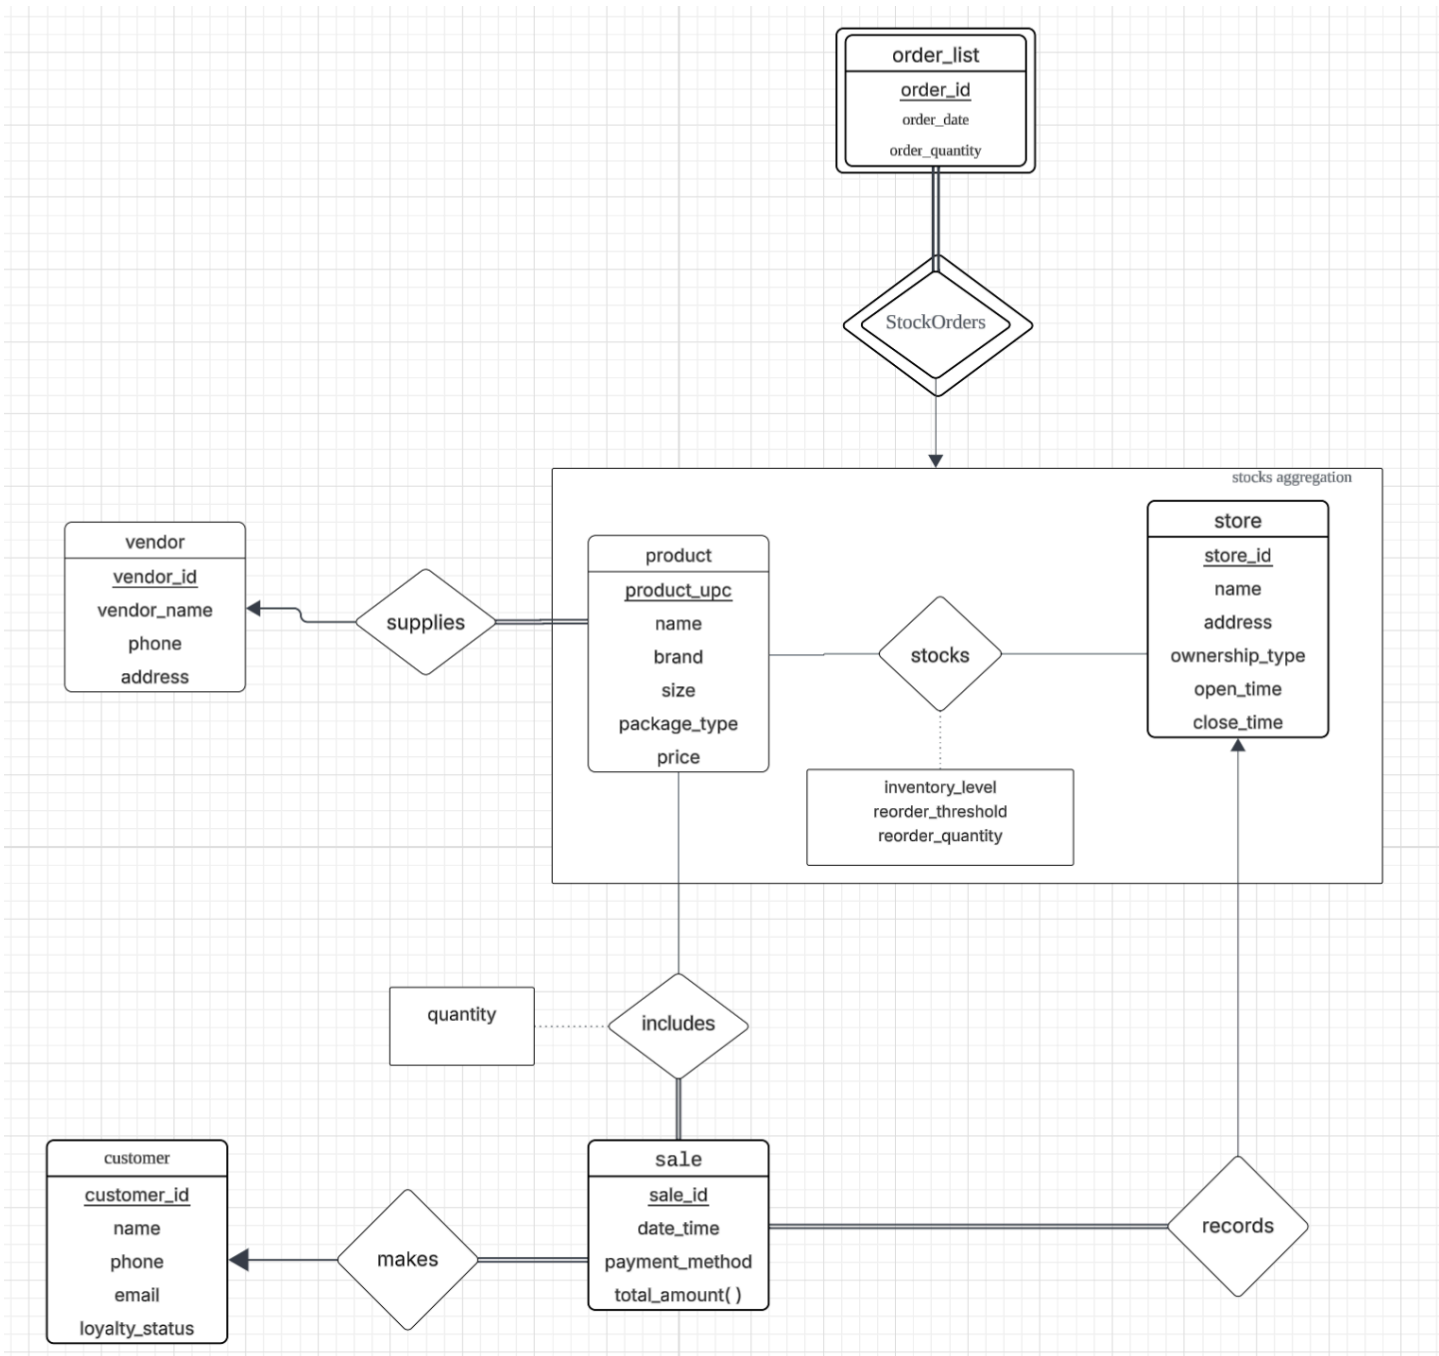 order_list
order_id
order_date
order_quantity
StockOrders
stocks aggregation
vendor
vendor_id
vendor_name
phone
address
supplies
product
product_upc
name
brand
size
package_type
price
stocks
store
store_id
name
address
ownership_type
open_time
close_time
inventory_level
reorder_threshold
reorder_quantity
quantity
includes
customer
customer_id
name
phone
email
loyalty_status
makes
sale
sale_id
date_time
payment_method
total_amount( )
records